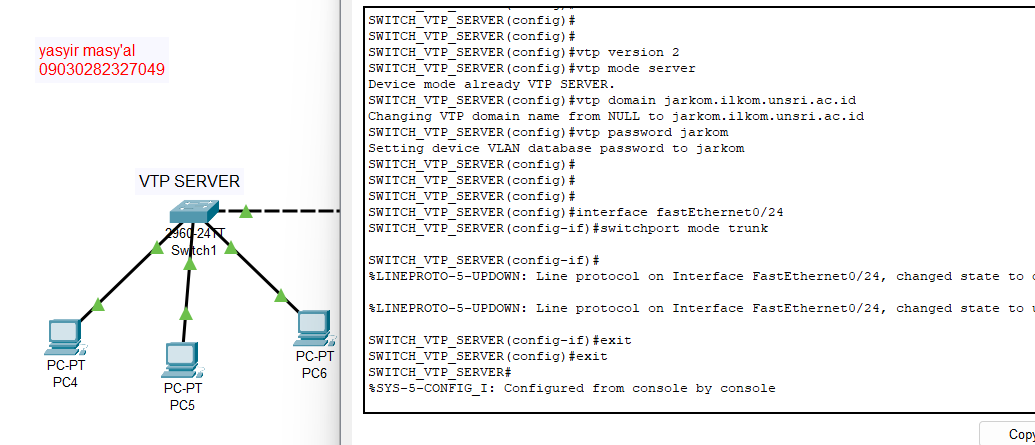 yasyir masy'al
09030282327049
VTP SERVER
2960-24TT
Switch1
PC-PT
PC4
PC-PT
PC5
PC-PT
PC6
SWITCH_VTP_SERVER(config)#
SWITCH_VTP_SERVER(config)#
SWITCH_VTP_SERVER(config)#vtp version 2
SWITCH_VTP_SERVER(config)#vtp mode server
Device mode already VTP SERVER.
SWITCH_VTP_SERVER(config)#vtp domain jarkom.ilkom.unsri.ac.id
Changing VTP domain name from NULL to jarkom.ilkom.unsri.ac.id
SWITCH_VTP_SERVER(config)#vtp password jarkom
Setting device VLAN database password to jarkom
SWITCH_VTP_SERVER(config)#
SWITCH_VTP_SERVER(config)#
SWITCH_VTP_SERVER(config)#
SWITCH_VTP_SERVER(config)#interface fastEthernet0/24
SWITCH_VTP_SERVER(config-if)#switchport mode trunk
SWITCH_VTP_SERVER(config-if)#
%LINEPROTO-5-UPDOWN: Line protocol on Interface FastEthernet0/24, changed state to
%LINEPROTO-5-UPDOWN: Line protocol on Interface FastEthernet0/24, changed state to
SWITCH_VTP_SERVER(config-if)#exit
SWITCH_VTP_SERVER(config)#exit
SWITCH_VTP_SERVER#
%SYS-5-CONFIG_I: Configured from console by console
Copy